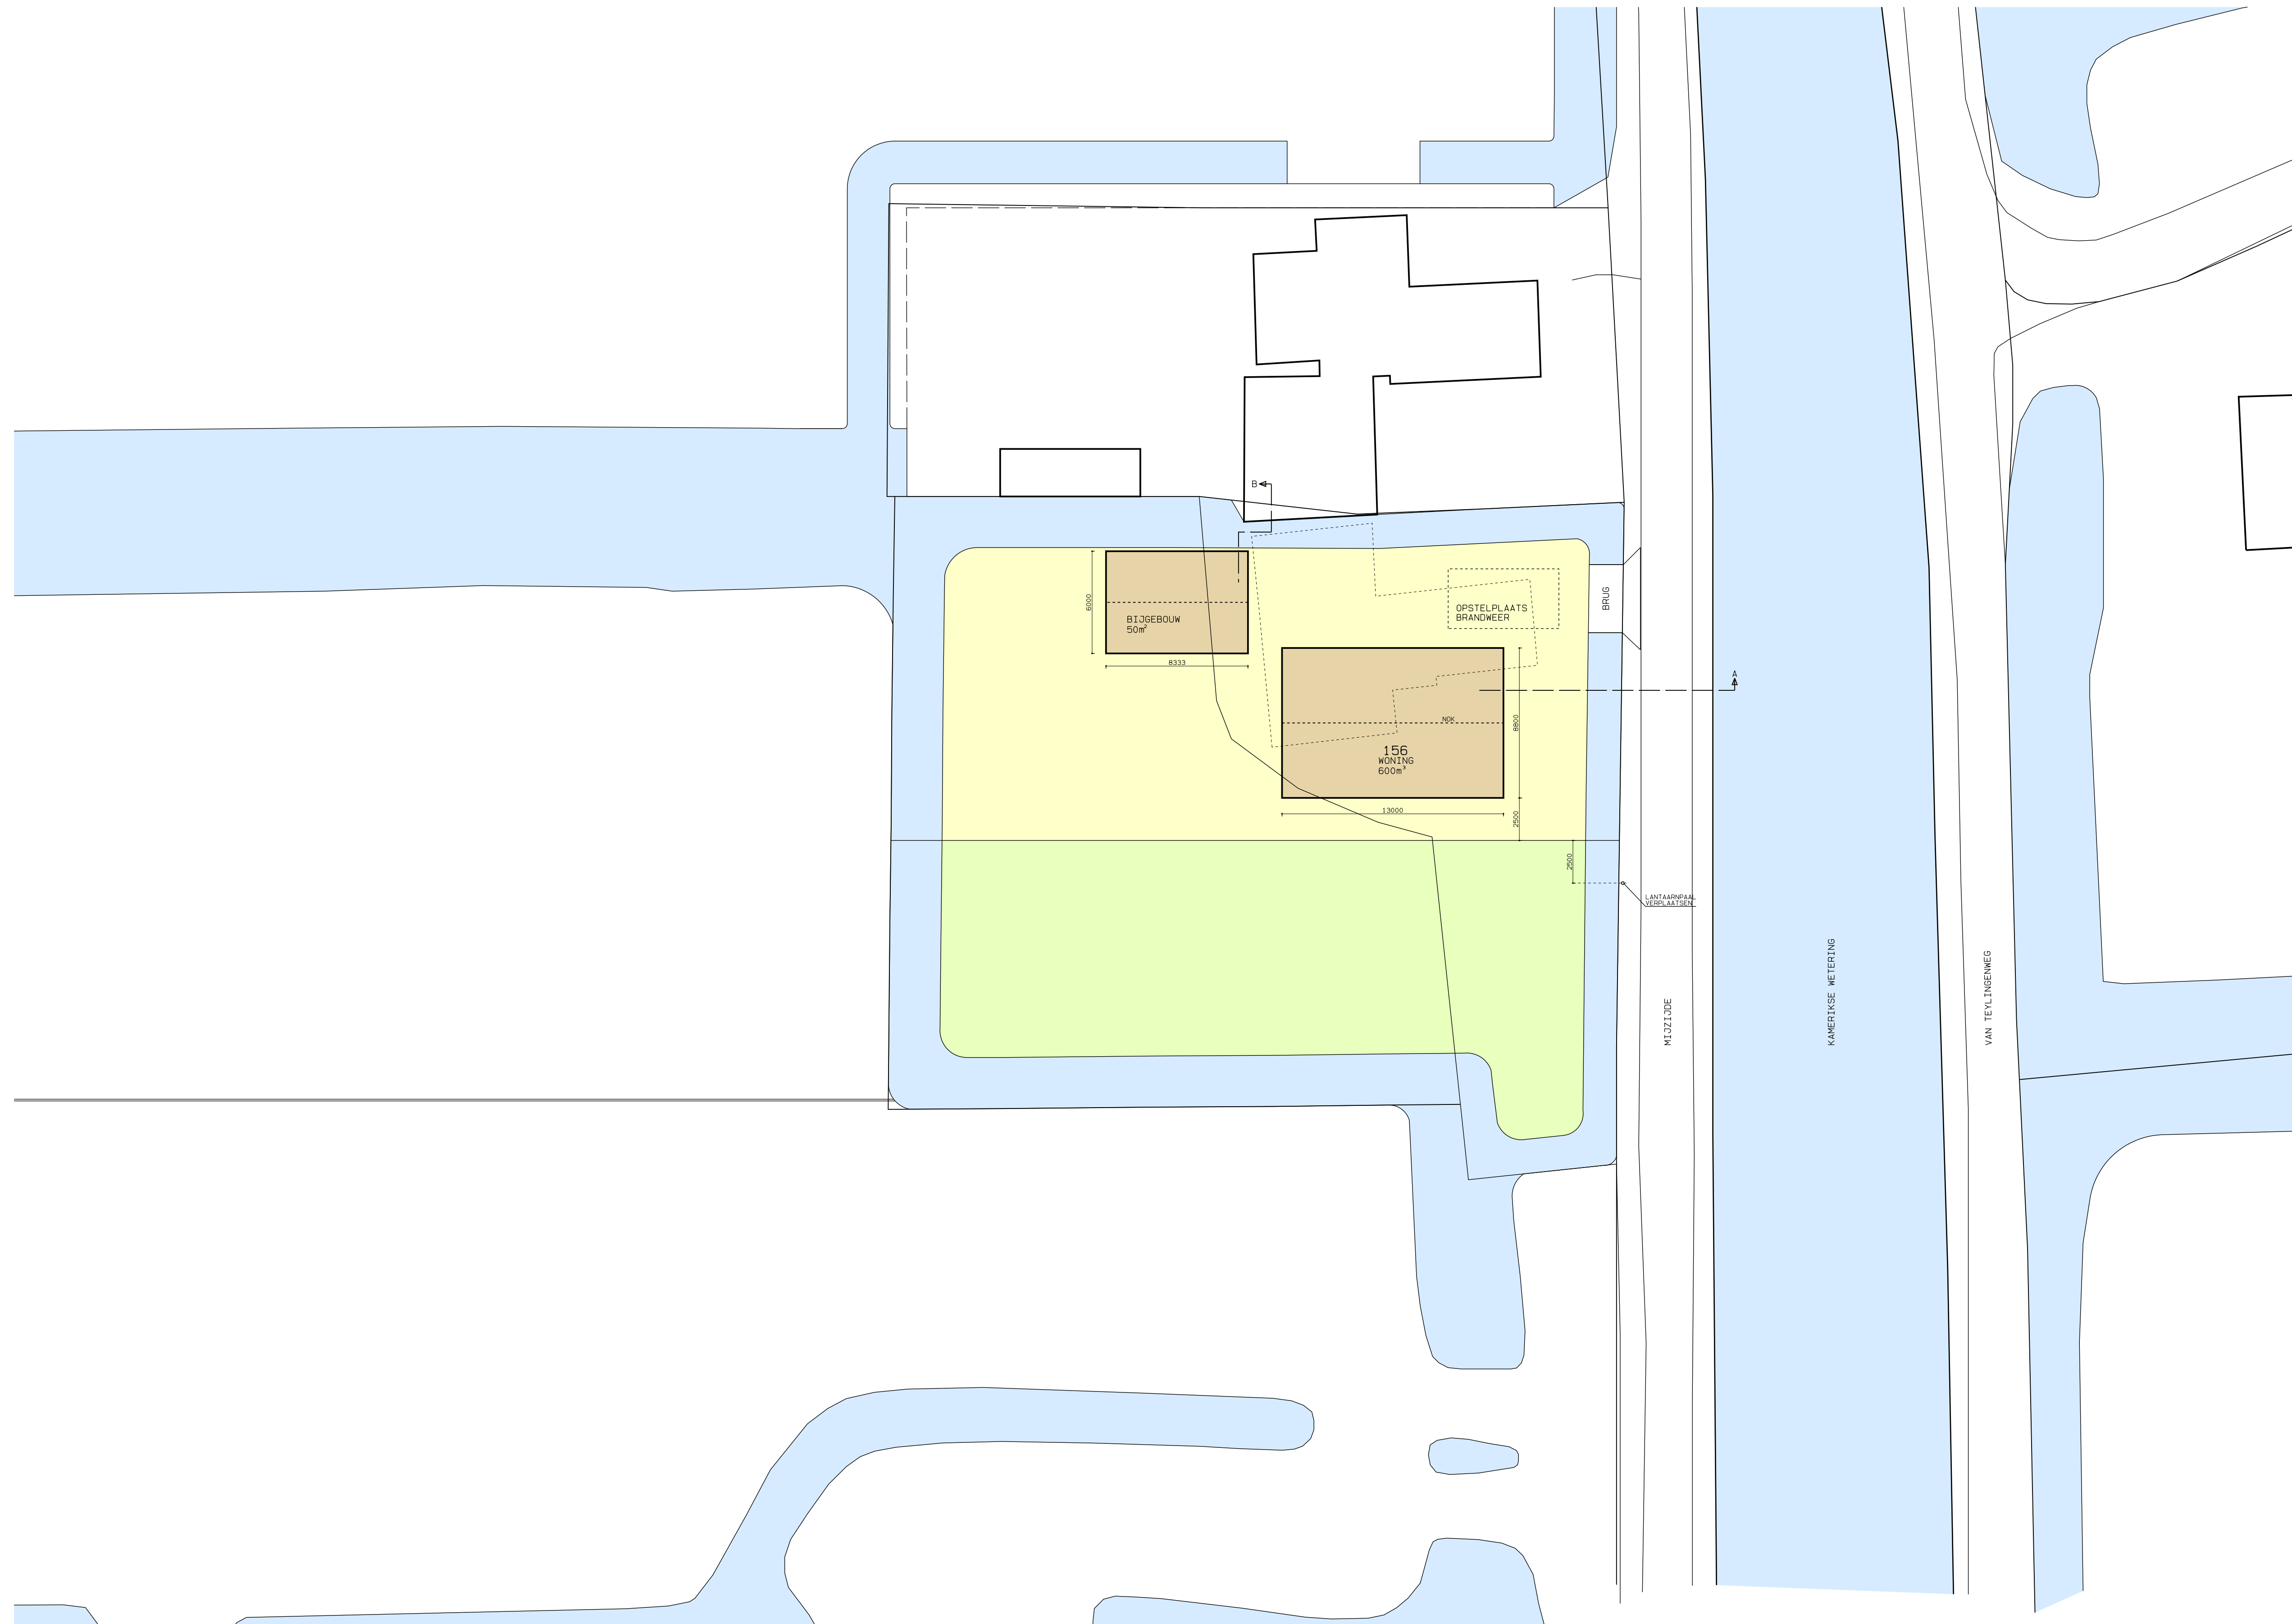 B
6000
BIJGEBOUW
50m²
8333
OPSTELPLAATS
BRANDWEER
BRUG
A
NOK
8800
156
WONING
600m³
13000
2500
2500
LANTAARNPAAL
VERPLAATSEN
MIJZIJDE
KAMERIKSE WETERING
VAN TEYLINGENWEG